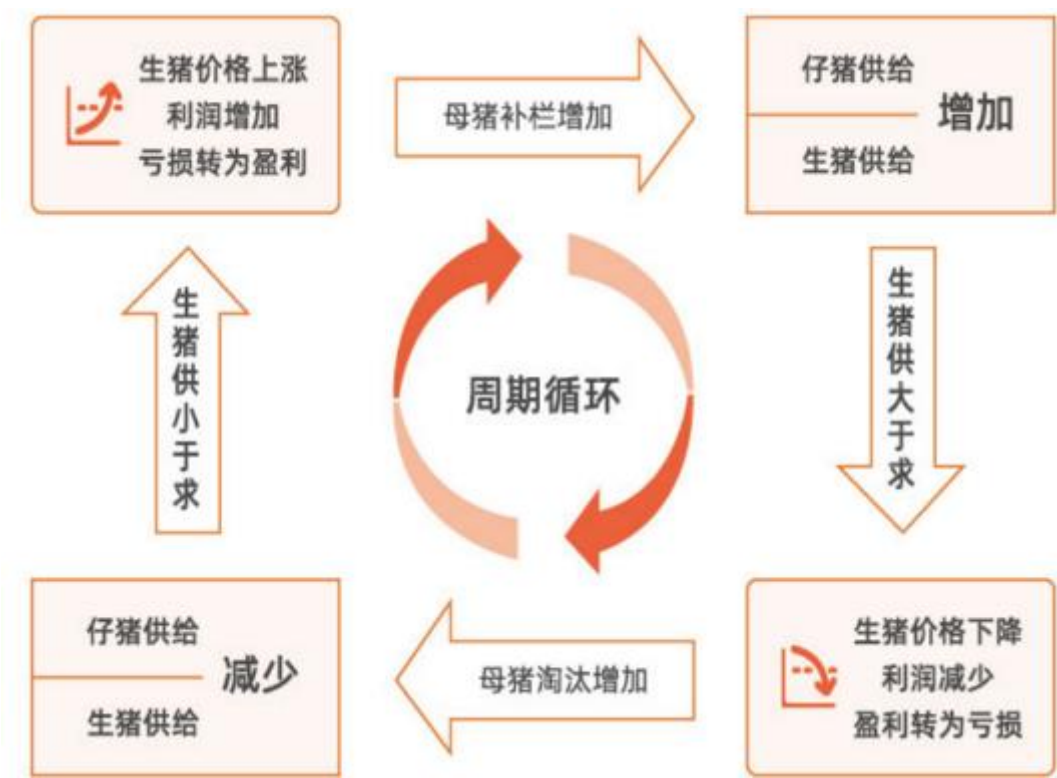 生猪价格上涨
利润增加
亏损转为盈利
母猪补栏增加
仔猪供给
增加
生猪供给
生猪供大于求
生猪价格下降
利润减少
盈利转为亏损
母猪淘汰增加
仔猪供给
减少
生猪供给
生猪供小于求
周期循环